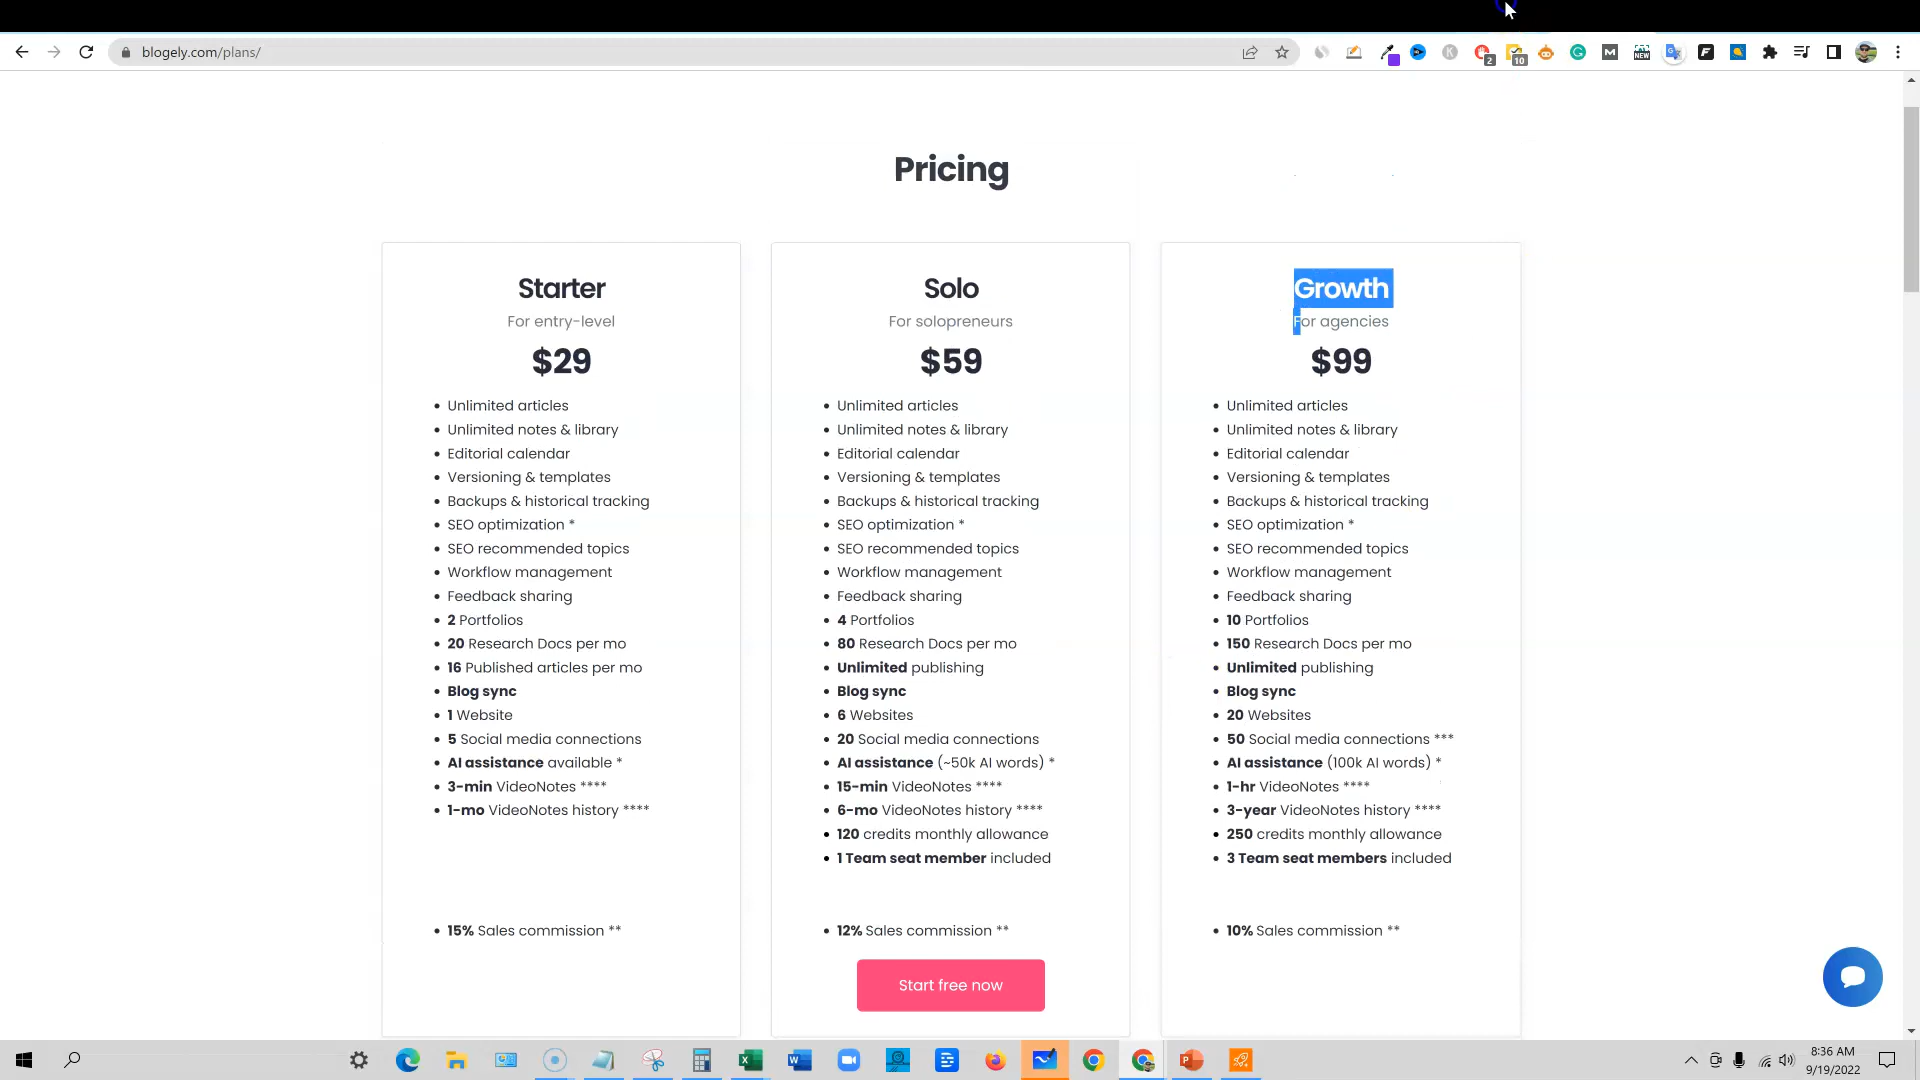 blogely.com/plans/
2
10
K
G
M
NEW
F
Pricing
Starter
For entry-level
$29
• Unlimited articles
• Unlimited notes & library
• Editorial calendar
• Versioning & templates
• Backups & historical tracking
• SEO optimization *
• SEO recommended topics
• Workflow management
• Feedback sharing
• 2 Portfolios
• 20 Research Docs per mo
• 16 Published articles per mo
• Blog sync
• 1 Website
• 5 Social media connections
• AI assistance available *
• 3-min VideoNotes ****
• 1-mo VideoNotes history ****
• 15% Sales commission **
Solo
For solopreneurs
$59
• Unlimited articles
• Unlimited notes & library
• Editorial calendar
• Versioning & templates
• Backups & historical tracking
• SEO optimization *
• SEO recommended topics
• Workflow management
• Feedback sharing
• 4 Portfolios
• 80 Research Docs per mo
• Unlimited publishing
• Blog sync
• 6 Websites
• 20 Social media connections
• AI assistance (~50k AI words) *
• 15-min VideoNotes ****
• 6-mo VideoNotes history ****
• 120 credits monthly allowance
• 1 Team seat member included
• 12% Sales commission **
Start free now
Growth
For agencies
$99
• Unlimited articles
• Unlimited notes & library
• Editorial calendar
• Versioning & templates
• Backups & historical tracking
• SEO optimization *
• SEO recommended topics
• Workflow management
• Feedback sharing
• 10 Portfolios
• 150 Research Docs per mo
• Unlimited publishing
• Blog sync
• 20 Websites
• 50 Social media connections ***
• AI assistance (100k AI words) *
• 1-hr VideoNotes ****
• 3-year VideoNotes history ****
• 250 credits monthly allowance
• 3 Team seat members included
• 10% Sales commission **
8:36 AM
9/19/2022